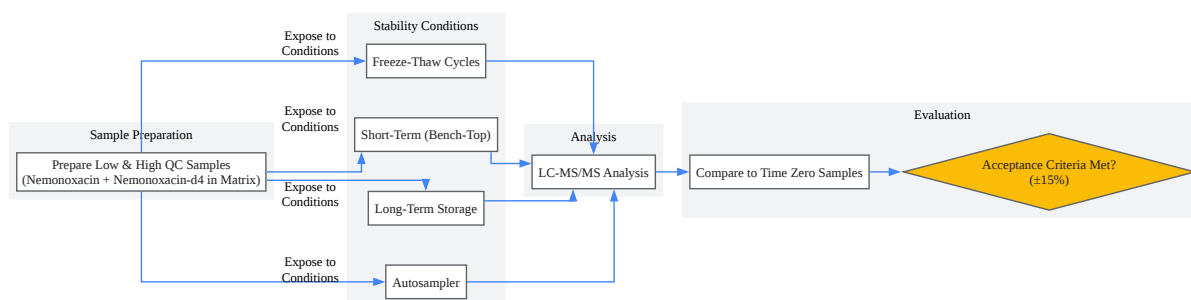 Sample Preparation
Prepare Low & High QC Samples
(Nemonoxacin + Nemonoxacin-d4 in Matrix)
Expose to
Conditions
Expose to
Conditions
Expose to
Conditions
Expose to
Conditions
Stability Conditions
Freeze-Thaw Cycles
Short-Term (Bench-Top)
Long-Term Storage
Autosampler
Analysis
LC-MS/MS Analysis
Evaluation
Compare to Time Zero Samples
Acceptance Criteria Met?
(±15%)